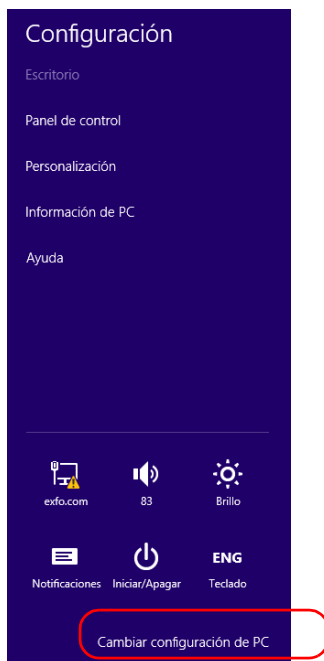 Configuración
Escritorio
Panel de control
Personalización
Información de PC
Ayuda
exfo.com 83 Brillo
ENG
Notificaciones Iniciar/Apagar Teclado
Cambiar configuración de PC